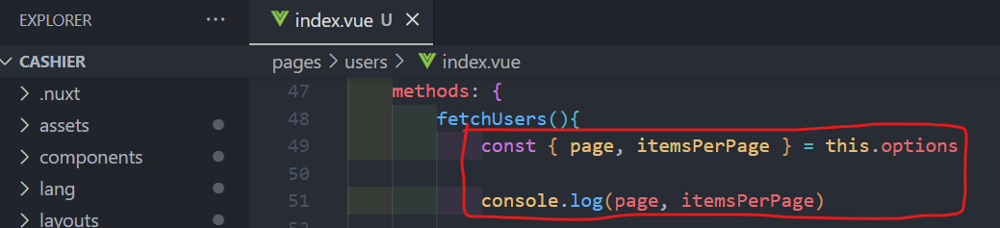 EXPLORER ···
index.vue U ×
CASHIER
pages > users > index.vue
.nuxt
assets
components
lang
layouts
47 methods: {
48 fetchUsers(){
49 const { page, itemsPerPage } = this.options
50
51 console.log(page, itemsPerPage)
52